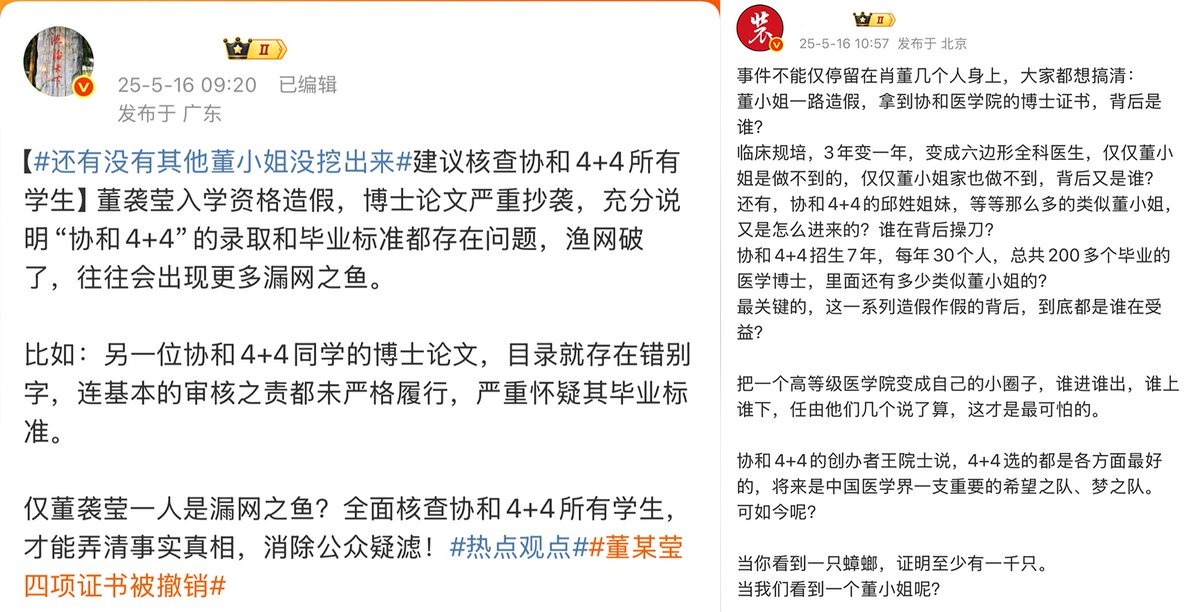 25-5-16 09:20 已编辑
发布于 广东
【#还有没有其他董小姐没挖出来#建议核查协和4+4所有
学生】董袭莹入学资格造假，博士论文严重抄袭，充分说
明“协和4+4”的录取和毕业标准都存在问题，渔网破
了，往往会出现更多漏网之鱼。
比如：另一位协和4+4同学的博士论文，目录就存在错别
字，连基本的审核之责都未严格履行，严重怀疑其毕业标
准。
仅董袭莹一人是漏网之鱼？全面核查协和4+4所有学生，
才能弄清事实真相，消除公众疑滤！#热点观点##董某莹
四项证书被撤销#
装
25-5-16 10:57 发布于 北京
事件不能仅停留在肖董几个人身上，大家都想搞清：
董小姐一路造假，拿到协和医学院的博士证书，背后是
谁？
临床规培，3年变一年，变成六边形全科医生，仅仅董小
姐是做不到的，仅仅董小姐家也做不到，背后又是谁？
还有，协和4+4的邱姓姐妹，等等那么多的类似董小姐，
又是怎么进来的？谁在背后操刀？
协和4+4招生7年，每年30个人，总共200多个毕业的
医学博士，里面还有多少类似董小姐的？
最关键的，这一系列造假作假的背后，到底都是谁在受
益？
把一个高等级医学院变成自己的小圈子，谁进谁出，谁上
谁下，任由他们几个说了算，这才是最可怕的。
协和4+4的创办者王院士说，4+4选的都是各方面最好
的，将来是中国医学界一支重要的希望之队、梦之队。
可如今呢？
当你看到一只蟑螂，证明至少有一千只。
当我们看到一个董小姐呢？